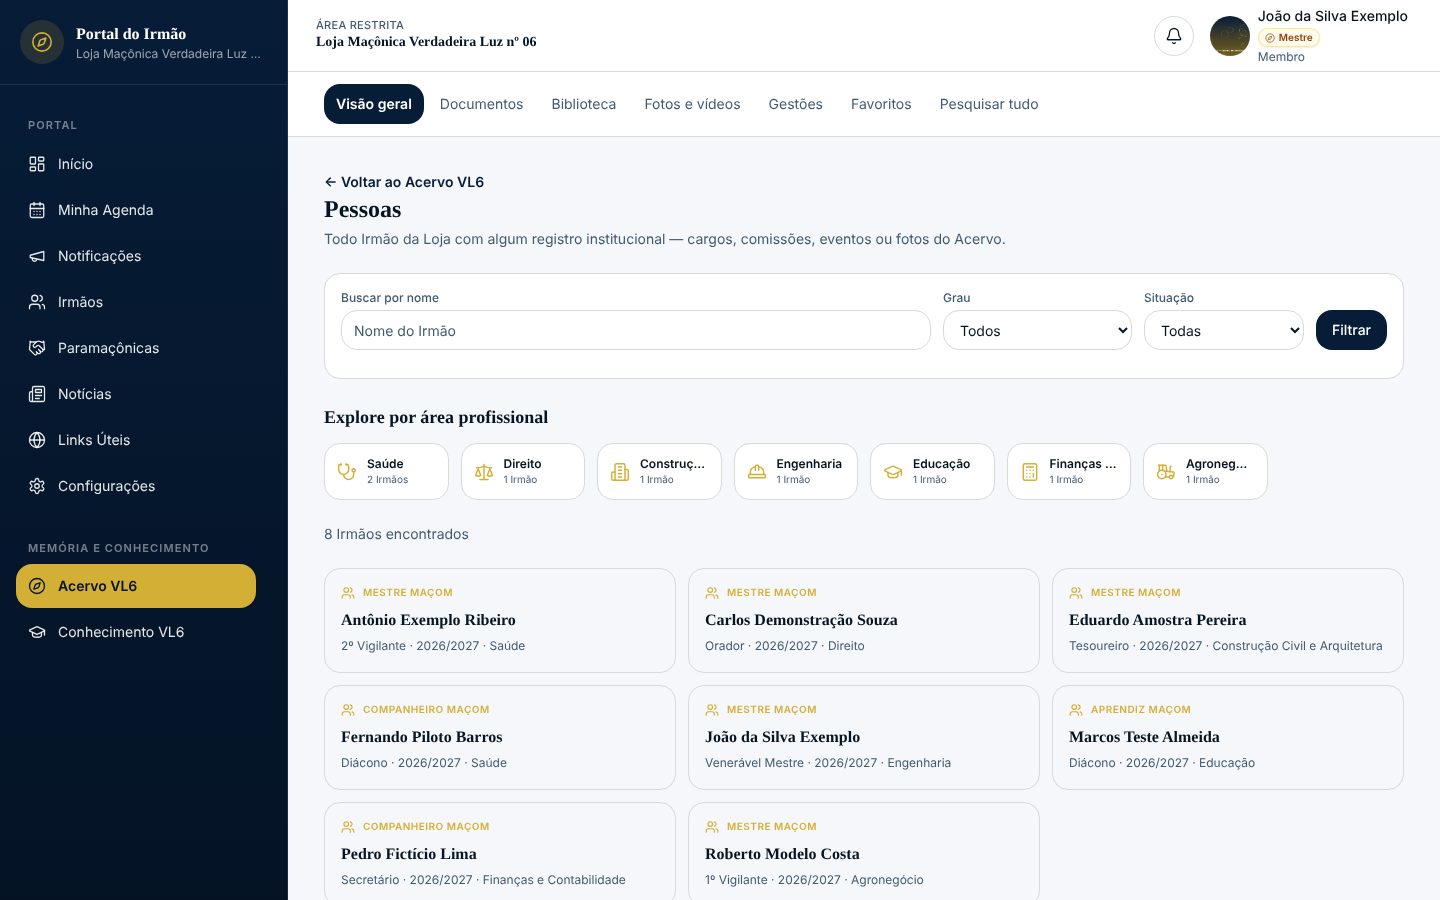 Portal do Irmão
Loja Maçônica Verdadeira Luz ...
PORTAL
Início
Minha Agenda
Notificações
Irmãos
Paramaçônicas
Notícias
Links Úteis
Configurações
MEMÓRIA E CONHECIMENTO
Acervo VL6
Conhecimento VL6
ÁREA RESTRITA
Loja Maçônica Verdadeira Luz nº 06
João da Silva Exemplo
Mestre
Membro
Visão geral Documentos Biblioteca Fotos e vídeos Gestões Favoritos Pesquisar tudo
← Voltar ao Acervo VL6
Pessoas
Todo Irmão da Loja com algum registro institucional — cargos, comissões, eventos ou fotos do Acervo.
Buscar por nome Grau Situação
Nome do Irmão Todos Todas Filtrar
Explore por área profissional
Saúde Direito Construç... Engenharia Educação Finanças ... Agroneg...
2 Irmãos 1 Irmão 1 Irmão 1 Irmão 1 Irmão 1 Irmão 1 Irmão
8 Irmãos encontrados
MESTRE MAÇOM
Antônio Exemplo Ribeiro
2º Vigilante · 2026/2027 · Saúde
MESTRE MAÇOM
Carlos Demonstração Souza
Orador · 2026/2027 · Direito
MESTRE MAÇOM
Eduardo Amostra Pereira
Tesoureiro · 2026/2027 · Construção Civil e Arquitetura
COMPANHEIRO MAÇOM
Fernando Piloto Barros
Diácono · 2026/2027 · Saúde
MESTRE MAÇOM
João da Silva Exemplo
Venerável Mestre · 2026/2027 · Engenharia
APRENDIZ MAÇOM
Marcos Teste Almeida
Diácono · 2026/2027 · Educação
COMPANHEIRO MAÇOM
Pedro Fictício Lima
Secretário · 2026/2027 · Finanças e Contabilidade
MESTRE MAÇOM
Roberto Modelo Costa
1º Vigilante · 2026/2027 · Agronegócio